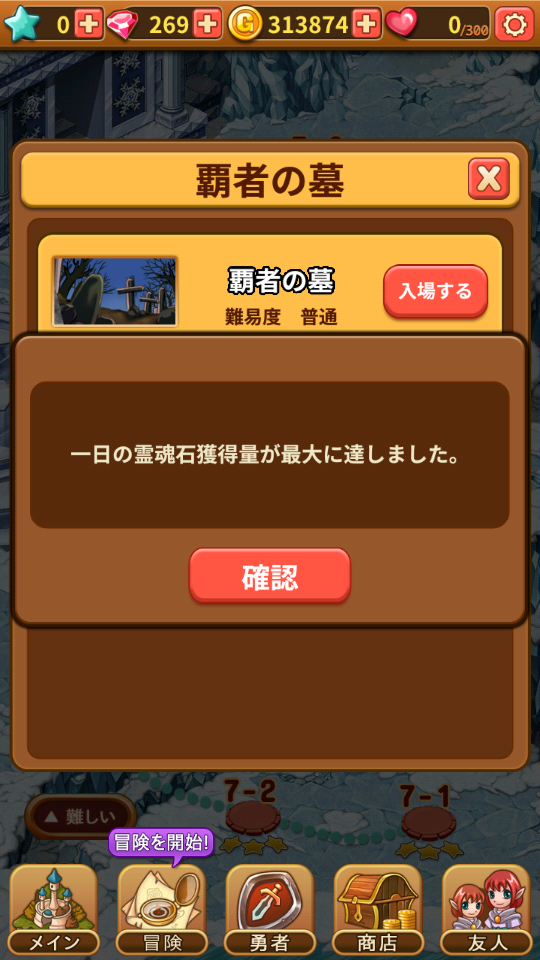 0
269
313874
0/300
覇者の墓
覇者の墓
入場する
難易度 普通
一日の霊魂石獲得量が最大に達しました。
確認
7-2
7-1
▲ 難しい
冒険を開始!
メイン
冒険
勇者
商店
友人